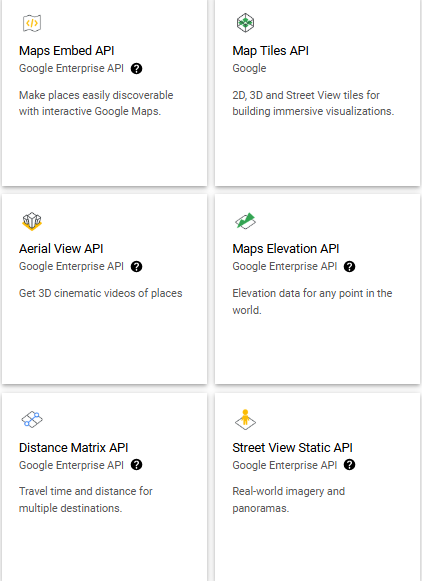 Maps Embed API
Google Enterprise API
Make places easily discoverable
with interactive Google Maps.
Map Tiles API
Google
2D, 3D and Street View tiles for
building immersive visualizations.
Aerial View API
Google Enterprise API
Get 3D cinematic videos of places
Maps Elevation API
Google Enterprise API
Elevation data for any point in the
world.
Distance Matrix API
Google Enterprise API
Travel time and distance for
multiple destinations.
Street View Static API
Google Enterprise API
Real-world imagery and
panoramas.